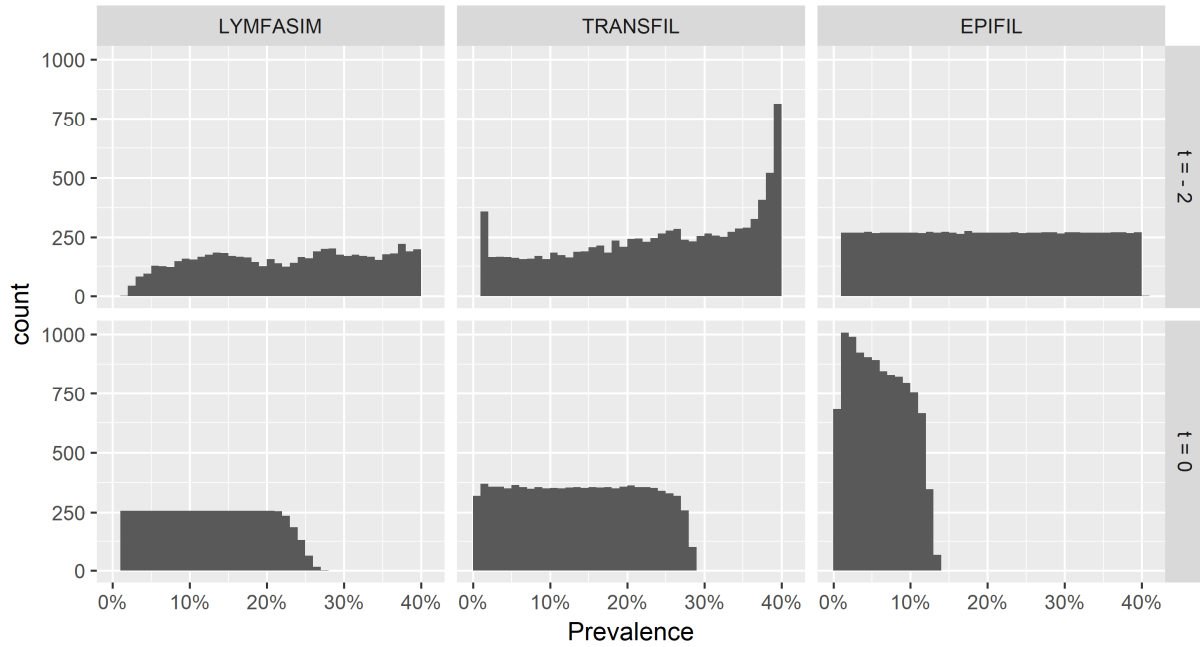 LYMFASIM TRANSFIL EPIFIL
1000
750
500
250
0
t = - 2
count
1000
750
500
250
0
t = 0
0% 10% 20% 30% 40% 0% 10% 20% 30% 40% 0% 10% 20% 30% 40%
Prevalence